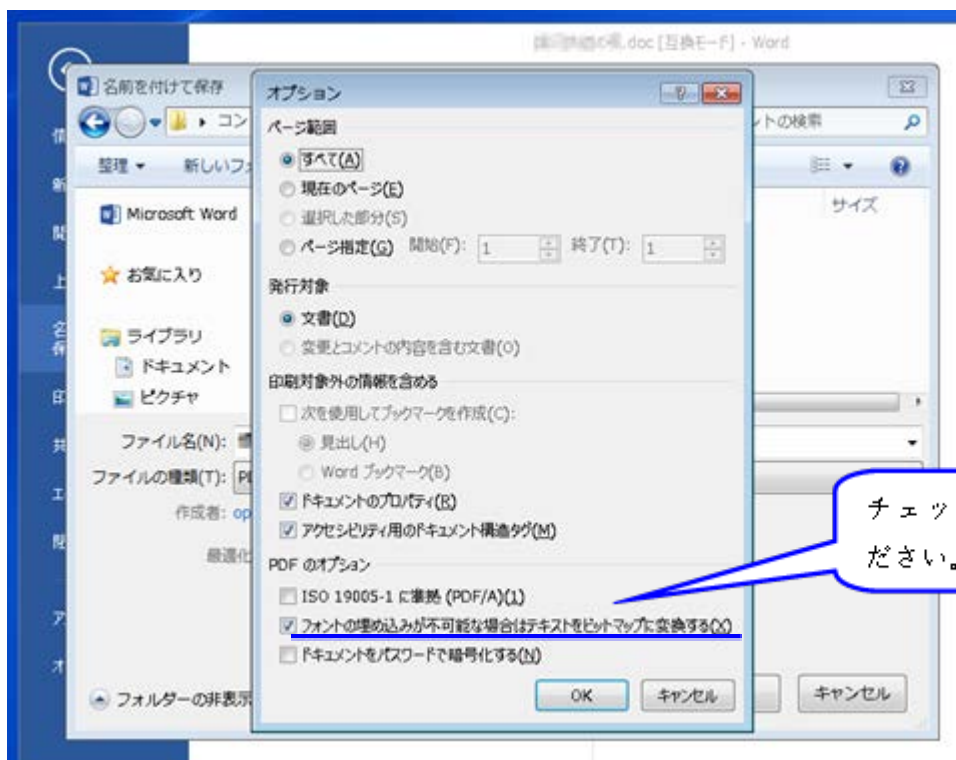 .doc [互換モード] - Word
名前を付けて保存
コン
トの検索
整理
新しいフォ
サイズ
Microsoft Word
お気に入り
ライブラリ
ドキュメント
ピクチャ
ファイル名(N):
ファイルの種類(T): PD
作成者: op
最適化
フォルダーの非表示
キャンセル
オプション
ページ範囲
すべて(A)
現在のページ(E)
選択した部分(S)
ページ指定(G) 開始(F): 1 終了(T): 1
発行対象
文書(D)
変更とコメントの内容を含む文書(O)
印刷対象外の情報を含める
次を使用してブックマークを作成(C):
見出し(H)
Word ブックマーク(B)
ドキュメントのプロパティ(R)
アクセシビリティ用のドキュメント構造タグ(M)
PDF のオプション
ISO 19005-1 に準拠 (PDF/A)(1)
フォントの埋め込みが不可能な場合はテキストをビットマップに変換する(X)
ドキュメントをパスワードで暗号化する(N)
OK
キャンセル
チェッ
ださい。